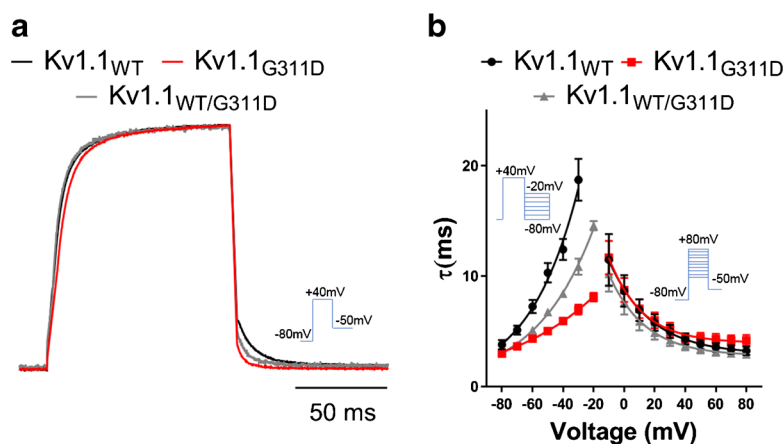 a
Kv1.1WT
Kv1.1G311D
Kv1.1WT/G311D
+40mV
-80mV
-50mV
50 ms
b
Kv1.1WT
Kv1.1G311D
Kv1.1WT/G311D
20
10
0
τ(ms)
+40mV
-20mV
-80mV
+80mV
-80mV
-50mV
-80 -60 -40 -20 0 20 40 60 80
Voltage (mV)